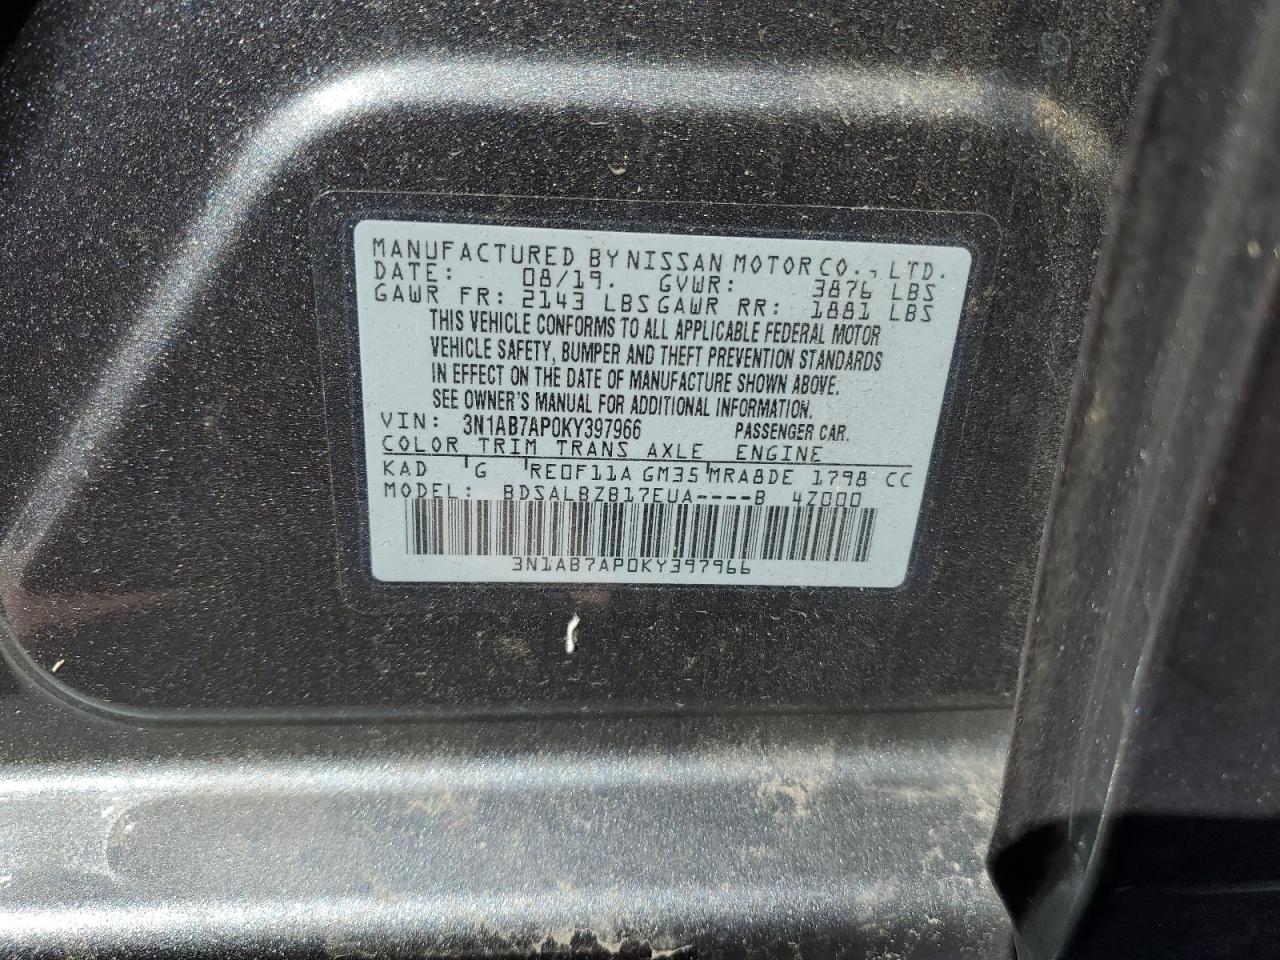 MANUFACTURED BY NISSAN MOTOR CO., LTD.
DATE: 08/19. GVWR: 3876 LBS
GAWR FR: 2143 LBS GAWR RR: 1881 LBS
THIS VEHICLE CONFORMS TO ALL APPLICABLE FEDERAL MOTOR
VEHICLE SAFETY, BUMPER AND THEFT PREVENTION STANDARDS
IN EFFECT ON THE DATE OF MANUFACTURE SHOWN ABOVE.
SEE OWNER'S MANUAL FOR ADDITIONAL INFORMATION.
VIN: 3N1AB7AP0KY397966 PASSENGER CAR.
COLOR TRIM TRANS AXLE ENGINE
KAD G RE0F11A GM35 MRA8DE 1798 CC
MODEL: BDSALBZB17EUA----B 4Z000
3N1AB7AP0KY397966